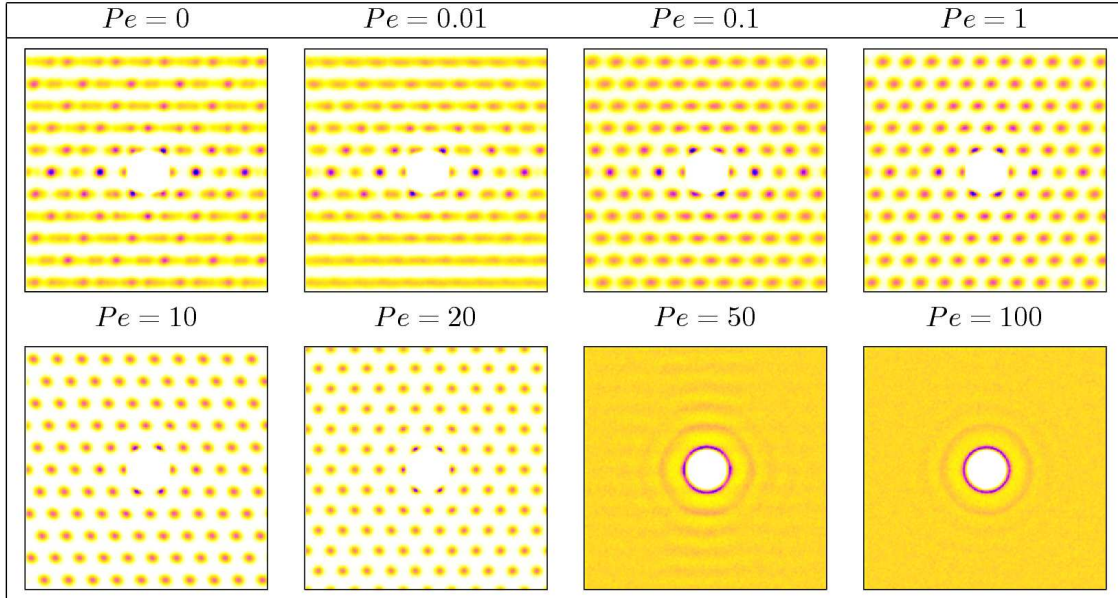 Pe = 0 Pe = 0.01 Pe = 0.1 Pe = 1
Pe = 10 Pe = 20 Pe = 50 Pe = 100